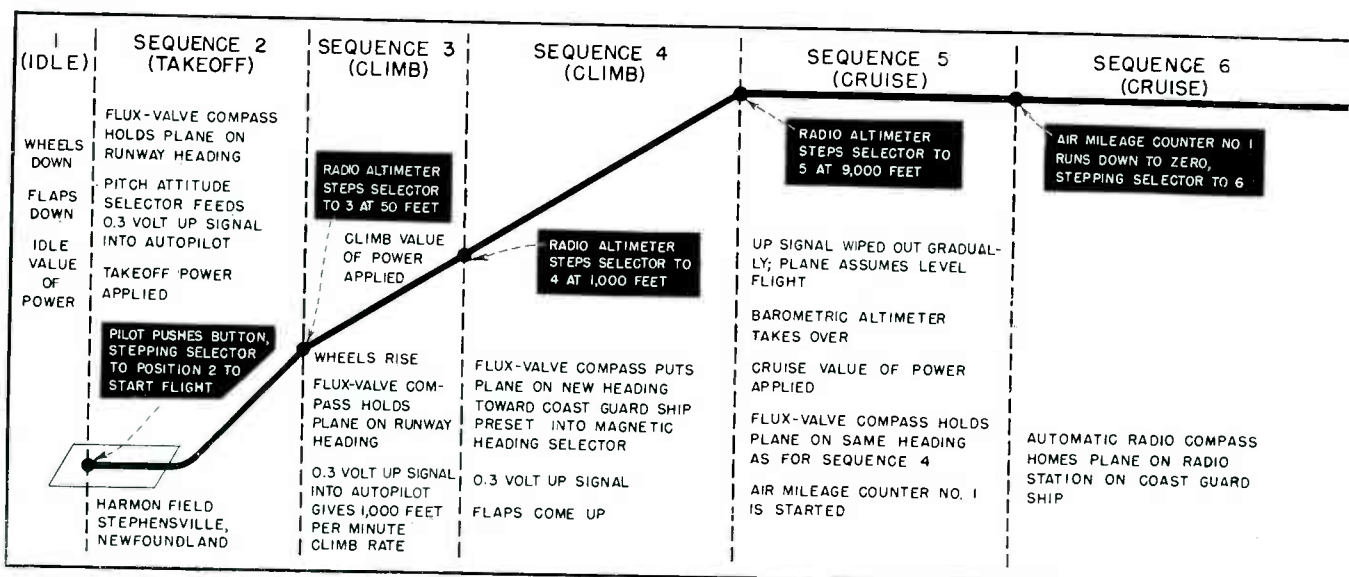 1
(IDLE)
WHEELS
DOWN
FLAPS
DOWN
IDLE
VALUE
OF
POWER
SEQUENCE 2
(TAKEOFF)
FLUX-VALVE COMPASS
HOLDS PLANE ON
RUNWAY HEADING
PITCH ATTITUDE
SELECTOR FEEDS
0.3 VOLT UP SIGNAL
INTO AUTOPILOT
TAKEOFF POWER
APPLIED
PILOT PUSHES BUTTON,
STEPPING SELECTOR
TO POSITION 2 TO
START FLIGHT
HARMON FIELD
STEPHENSVILLE,
NEWFOUNDLAND
SEQUENCE 3
(CLIMB)
RADIO ALTIMETER
STEPS SELECTOR
TO 3 AT 50 FEET
CLIMB VALUE
OF POWER
APPLIED
WHEELS RISE
FLUX-VALVE COM-
PASS HOLDS
PLANE ON RUNWAY
HEADING
0.3 VOLT UP SIGNAL
INTO AUTOPILOT
GIVES 1,000 FEET
PER MINUTE
CLIMB RATE
SEQUENCE 4
(CLIMB)
RADIO ALTIMETER
STEPS SELECTOR TO
4 AT 1,000 FEET
FLUX-VALVE COMPASS PUTS
PLANE ON NEW HEADING
TOWARD COAST GUARD SHIP
PRESET INTO MAGNETIC
HEADING SELECTOR
0.3 VOLT UP SIGNAL
FLAPS COME UP
SEQUENCE 5
(CRUISE)
RADIO ALTIMETER
STEPS SELECTOR TO
5 AT 9,000 FEET
UP SIGNAL WIPED OUT GRADUAL-
LY; PLANE ASSUMES LEVEL
FLIGHT
BAROMETRIC ALTIMETER
TAKES OVER
CRUISE VALUE OF POWER
APPLIED
FLUX-VALVE COMPASS HOLDS
PLANE ON SAME HEADING
AS FOR SEQUENCE 4
AIR MILEAGE COUNTER NO. 1
IS STARTED
SEQUENCE 6
(CRUISE)
AIR MILEAGE COUNTER NO 1
RUNS DOWN TO ZERO,
STEPPING SELECTOR TO 6
AUTOMATIC RADIO COMPASS
HOMES PLANE ON RADIO
STATION ON COAST GUARD
SHIP